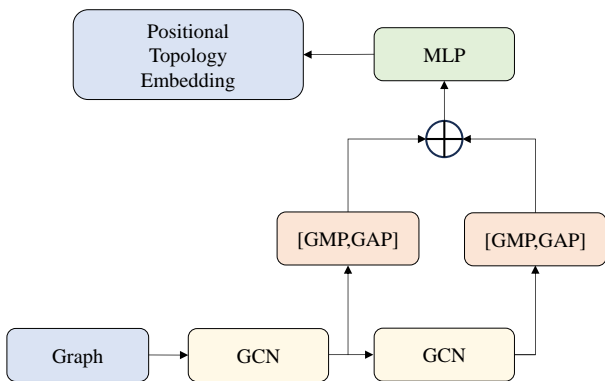 Positional
Topology
Embedding
MLP
[GMP,GAP]
[GMP,GAP]
Graph
GCN
GCN